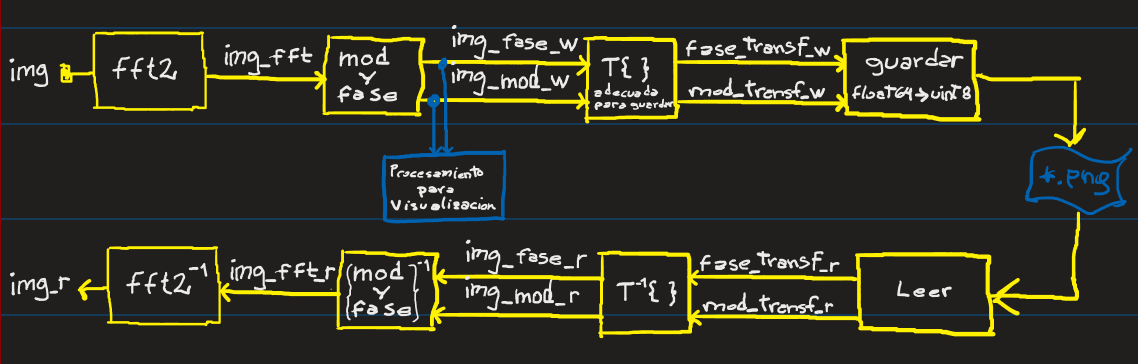 img
fft2
img_fft
mod
y
fase
img_fase_w
img_mod_w
T{ }
adecuada
para guardar
fase_transf_w
mod_transf_w
guardar
float64→uint8
Procesamiento
para
Visualizacion
*.png
img_r
fft2⁻¹
img_fft_r
{mod
y
fase}⁻¹
img_fase_r
img_mod_r
T⁻¹{ }
fase_transf_r
mod_transf_r
Leer